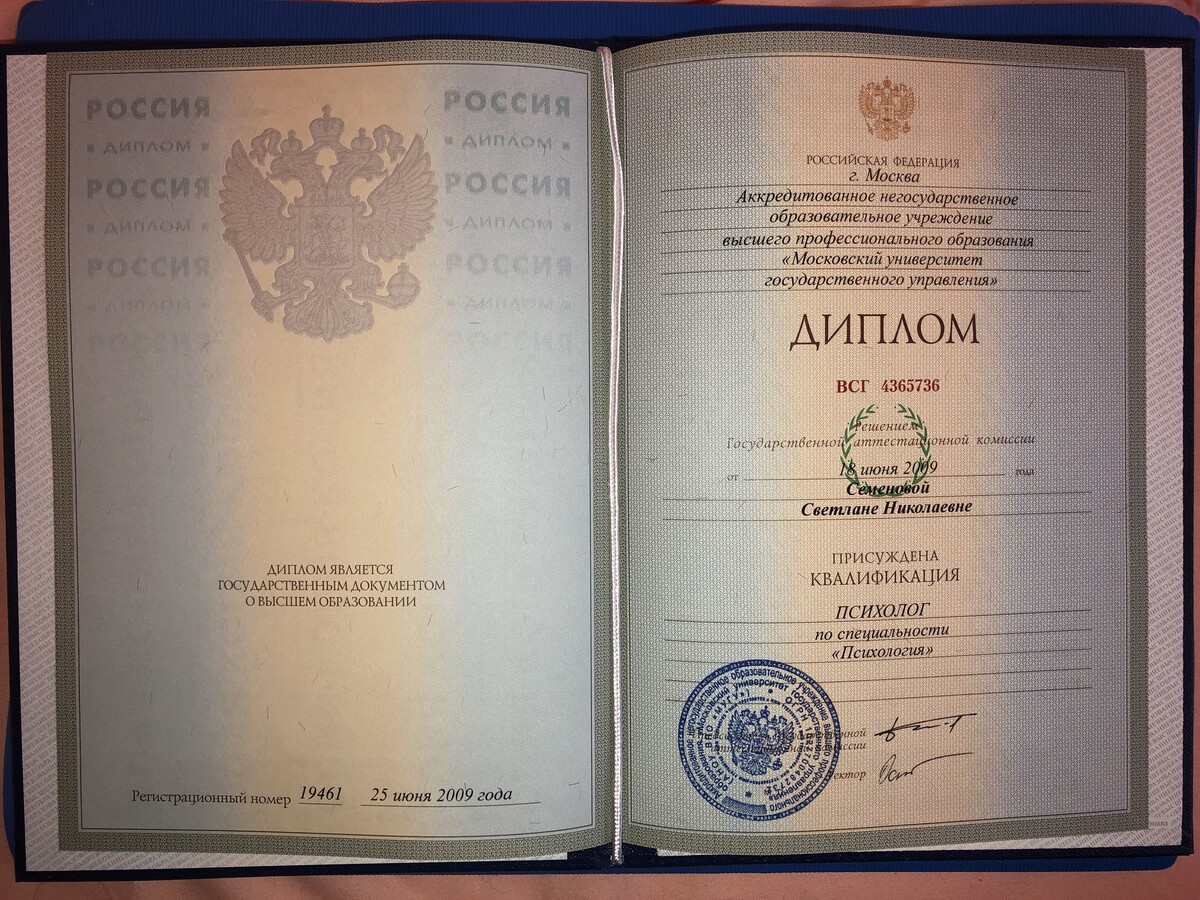 РОССИЯ РОССИЯ
ДИПЛОМ ДИПЛОМ
РОССИЯ РОССИЯ
ДИПЛОМ ДИПЛОМ
РОССИЯ РОССИЯ
ДИПЛОМ ДИПЛОМ
РОССИЯ РОССИЯ
ДИПЛОМ ЯВЛЯЕТСЯ
ГОСУДАРСТВЕННЫМ ДОКУМЕНТОМ
О ВЫСШЕМ ОБРАЗОВАНИИ
Регистрационный номер 19461 25 июня 2009 года
РОССИЙСКАЯ ФЕДЕРАЦИЯ
г. Москва
Аккредитованное негосударственное
образовательное учреждение
высшего профессионального образования
«Московский университет
государственного управления»
ДИПЛОМ
ВСГ 4365736
Решением
Государственной аттестационной комиссии
от 18 июня 2009 года
Семеновой
Светлане Николаевне
ПРИСУЖДЕНА
КВАЛИФИКАЦИЯ
ПСИХОЛОГ
по специальности
«Психология»